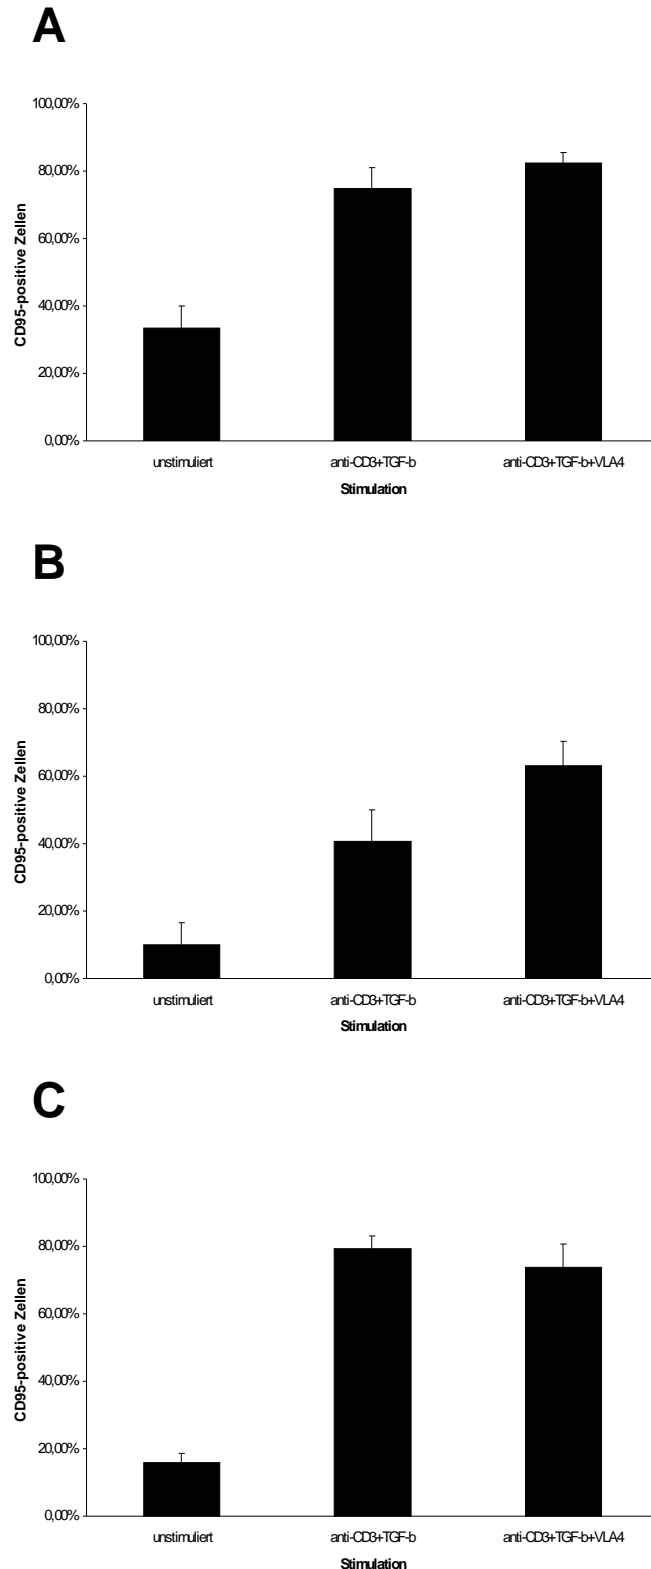 A
100,00%
80,00%
60,00%
40,00%
20,00%
0,00%
CD95-positive Zellen
unstimuliert anti-CD3+TGF-b anti-CD3+TGF-b+VLA4
Stimulation
B
100,00%
80,00%
60,00%
40,00%
20,00%
0,00%
CD95-positive Zellen
unstimuliert anti-CD3+TGF-b anti-CD3+TGF-b+VLA4
Stimulation
C
100,00%
80,00%
60,00%
40,00%
20,00%
0,00%
CD95-positive Zellen
unstimuliert anti-CD3+TGF-b anti-CD3+TGF-b+VLA4
Stimulation